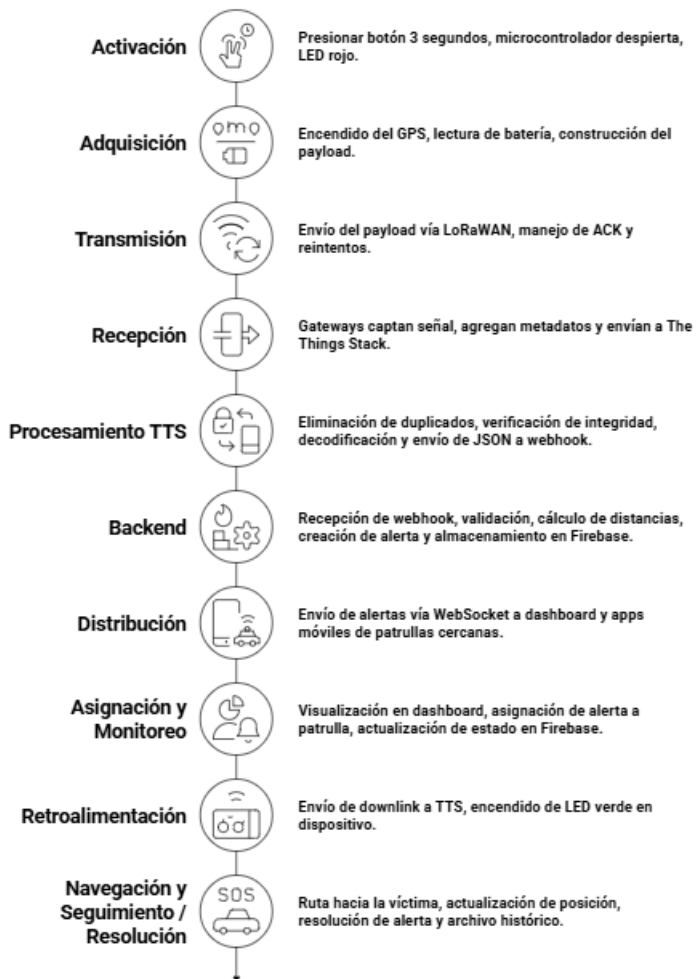 Activación
Presionar botón 3 segundos, microcontrolador despierta,
LED rojo.
Adquisición
Encendido del GPS, lectura de batería, construcción del
payload.
Transmisión
Envío del payload vía LoRaWAN, manejo de ACK y
reintentos.
Recepción
Gateways captan señal, agregan metadatos y envían a The
Things Stack.
Procesamiento TTS
Eliminación de duplicados, verificación de integridad,
decodificación y envío de JSON a webhook.
Backend
Recepción de webhook, validación, cálculo de distancias,
creación de alerta y almacenamiento en Firebase.
Distribución
Envío de alertas vía WebSocket a dashboard y apps
móviles de patrullas cercanas.
Asignación y
Monitoreo
Visualización en dashboard, asignación de alerta a
patrulla, actualización de estado en Firebase.
Retroalimentación
Envío de downlink a TTS, encendido de LED verde en
dispositivo.
Navegación y
Seguimiento /
Resolución
SOS
Ruta hacia la víctima, actualización de posición,
resolución de alerta y archivo histórico.